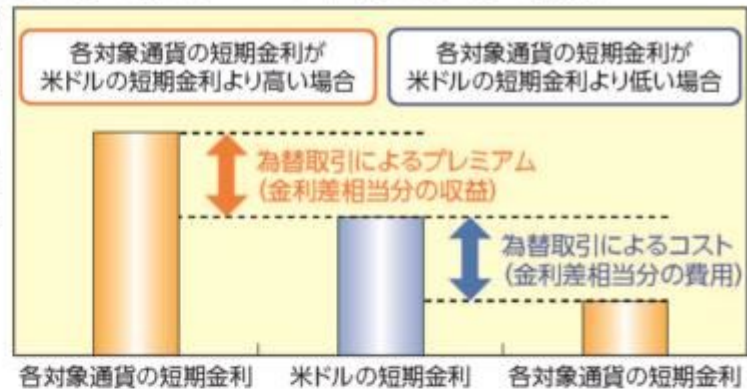 各対象通貨の短期金利が
米ドルの短期金利より高い場合
各対象通貨の短期金利が
米ドルの短期金利より低い場合
為替取引によるプレミアム
(金利差相当分の収益)
為替取引によるコスト
(金利差相当分の費用)
各対象通貨の短期金利
米ドルの短期金利
各対象通貨の短期金利